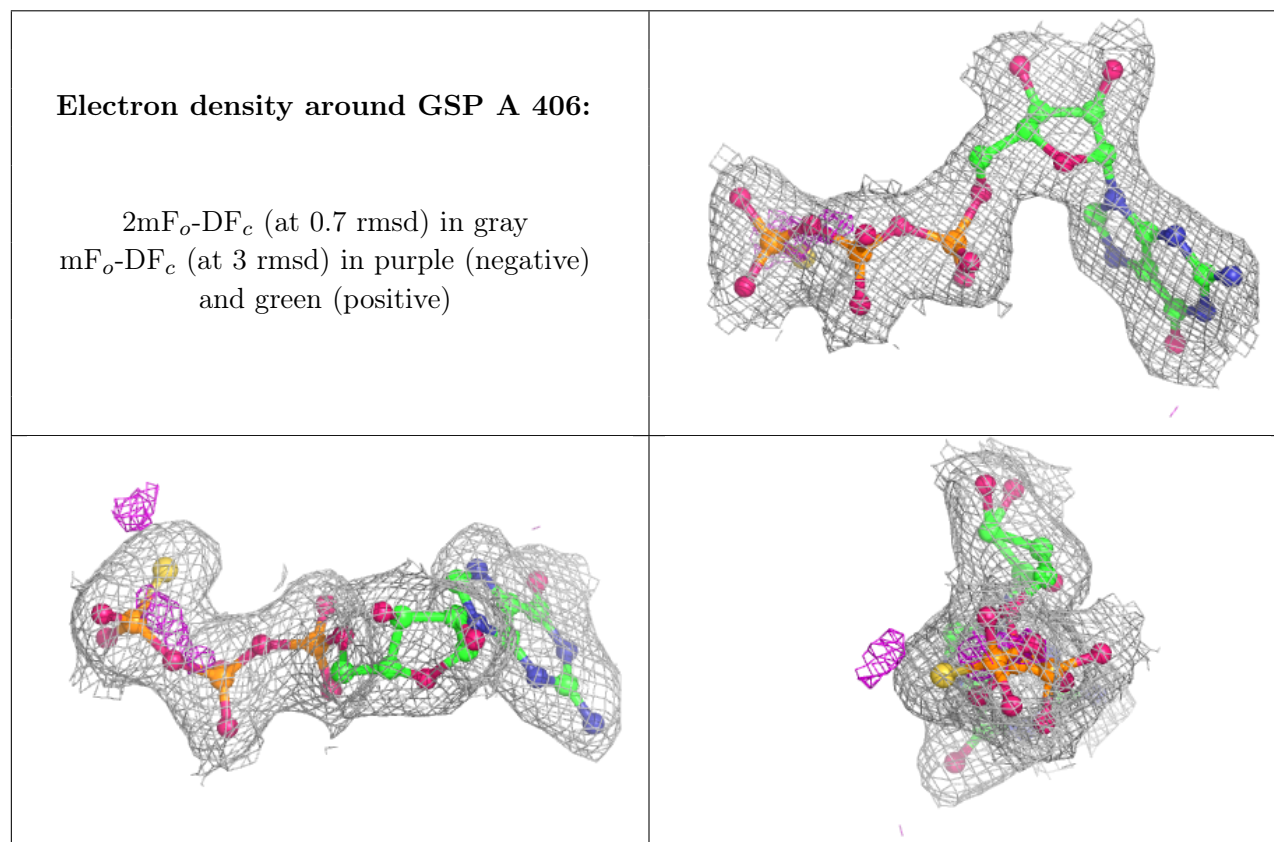 Electron density around GSP A 406:
2mFo-DFc (at 0.7 rmsd) in gray
mFo-DFc (at 3 rmsd) in purple (negative)
and green (positive)